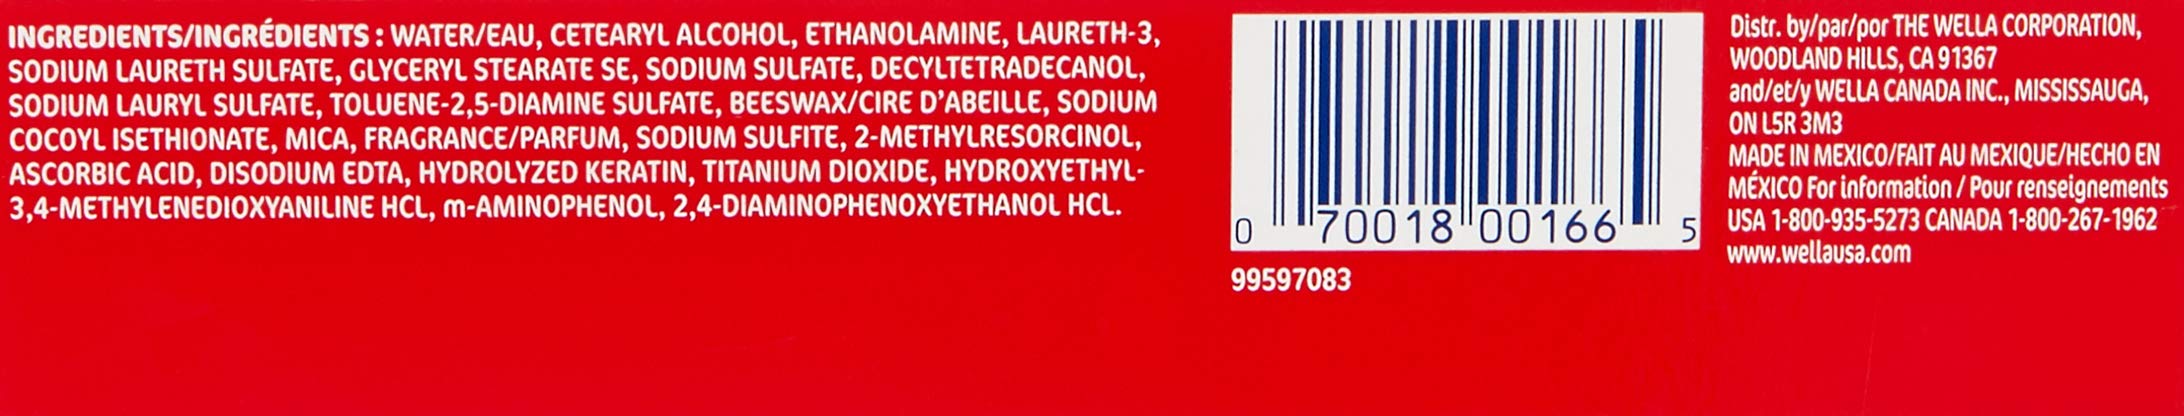 INGREDIENTS/INGRÉDIENTS : WATER/EAU, CETEARYL ALCOHOL, ETHANOLAMINE, LAURETH-3,
SODIUM LAURETH SULFATE, GLYCERYL STEARATE SE, SODIUM SULFATE, DECYLTETRADECANOL,
SODIUM LAURYL SULFATE, TOLUENE-2,5-DIAMINE SULFATE, BEESWAX/CIRE D'ABEILLE, SODIUM
COCOYL ISETHIONATE, MICA, FRAGRANCE/PARFUM, SODIUM SULFITE, 2-METHYLRESORCINOL,
ASCORBIC ACID, DISODIUM EDTA, HYDROLYZED KERATIN, TITANIUM DIOXIDE, HYDROXYETHYL-
3,4-METHYLENEDIOXYANILINE HCL, m-AMINOPHENOL, 2,4-DIAMINOPHENOXYETHANOL HCL.
0 70018 00166 5
99597083
Distr. by/par/por THE WELLA CORPORATION,
WOODLAND HILLS, CA 91367
and/et/y WELLA CANADA INC., MISSISSAUGA,
ON L5R 3M3
MADE IN MEXICO/FAIT AU MEXIQUE/HECHO EN
MÉXICO For information / Pour renseignements
USA 1-800-935-5273 CANADA 1-800-267-1962
www.wellausa.com